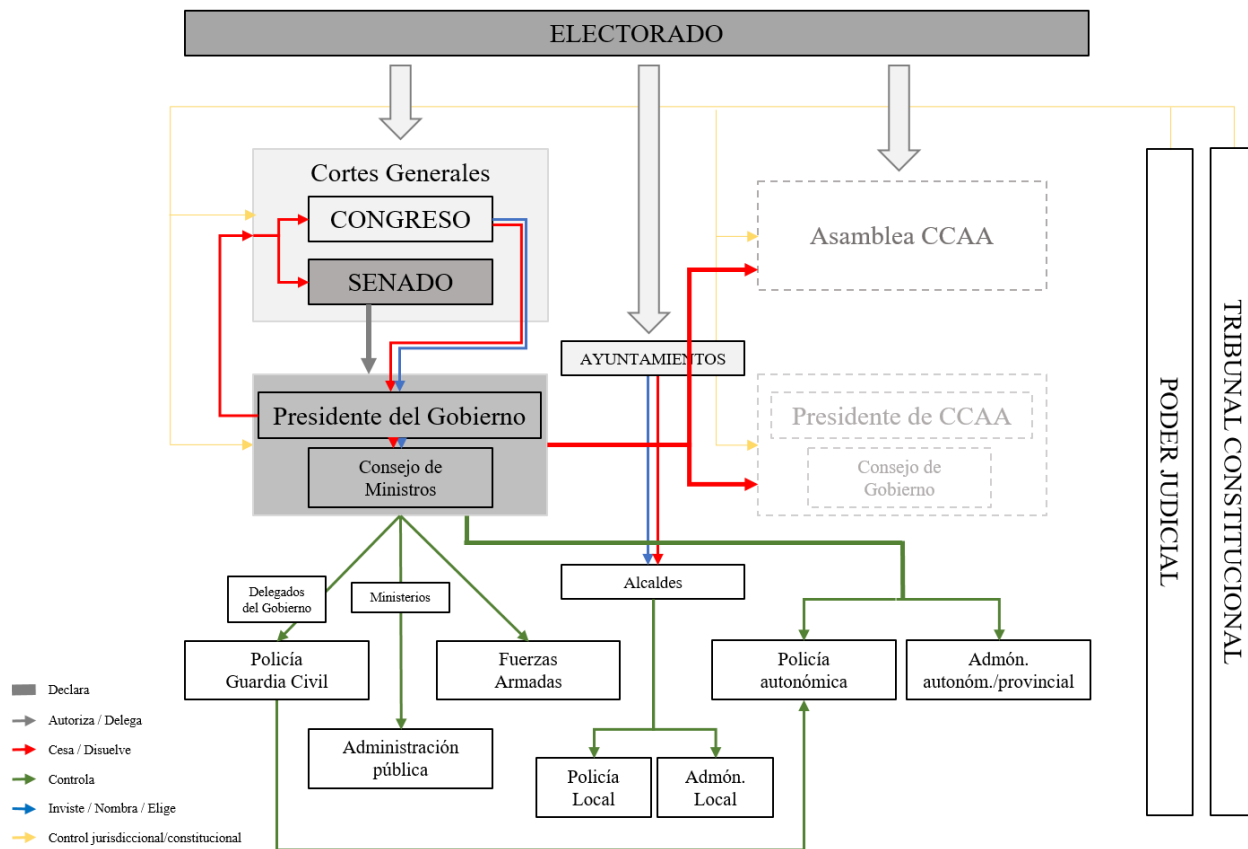 ELECTORADO
Cortes Generales
CONGRESO
SENADO
Asamblea CCAA
AYUNTAMIENTOS
Presidente del Gobierno
Consejo de
Ministros
Presidente de CCAA
Consejo de
Gobierno
PODER JUDICIAL
TRIBUNAL CONSTITUCIONAL
Delegados
del Gobierno
Ministerios
Alcaldes
Policía
Guardia Civil
Fuerzas
Armadas
Policía
autonómica
Admón.
autonóm./provincial
Administración
pública
Policía
Local
Admón.
Local
Declara
Autoriza / Delega
Cesa / Disuelve
Controla
Inviste / Nombra / Elige
Control jurisdiccional/constitucional